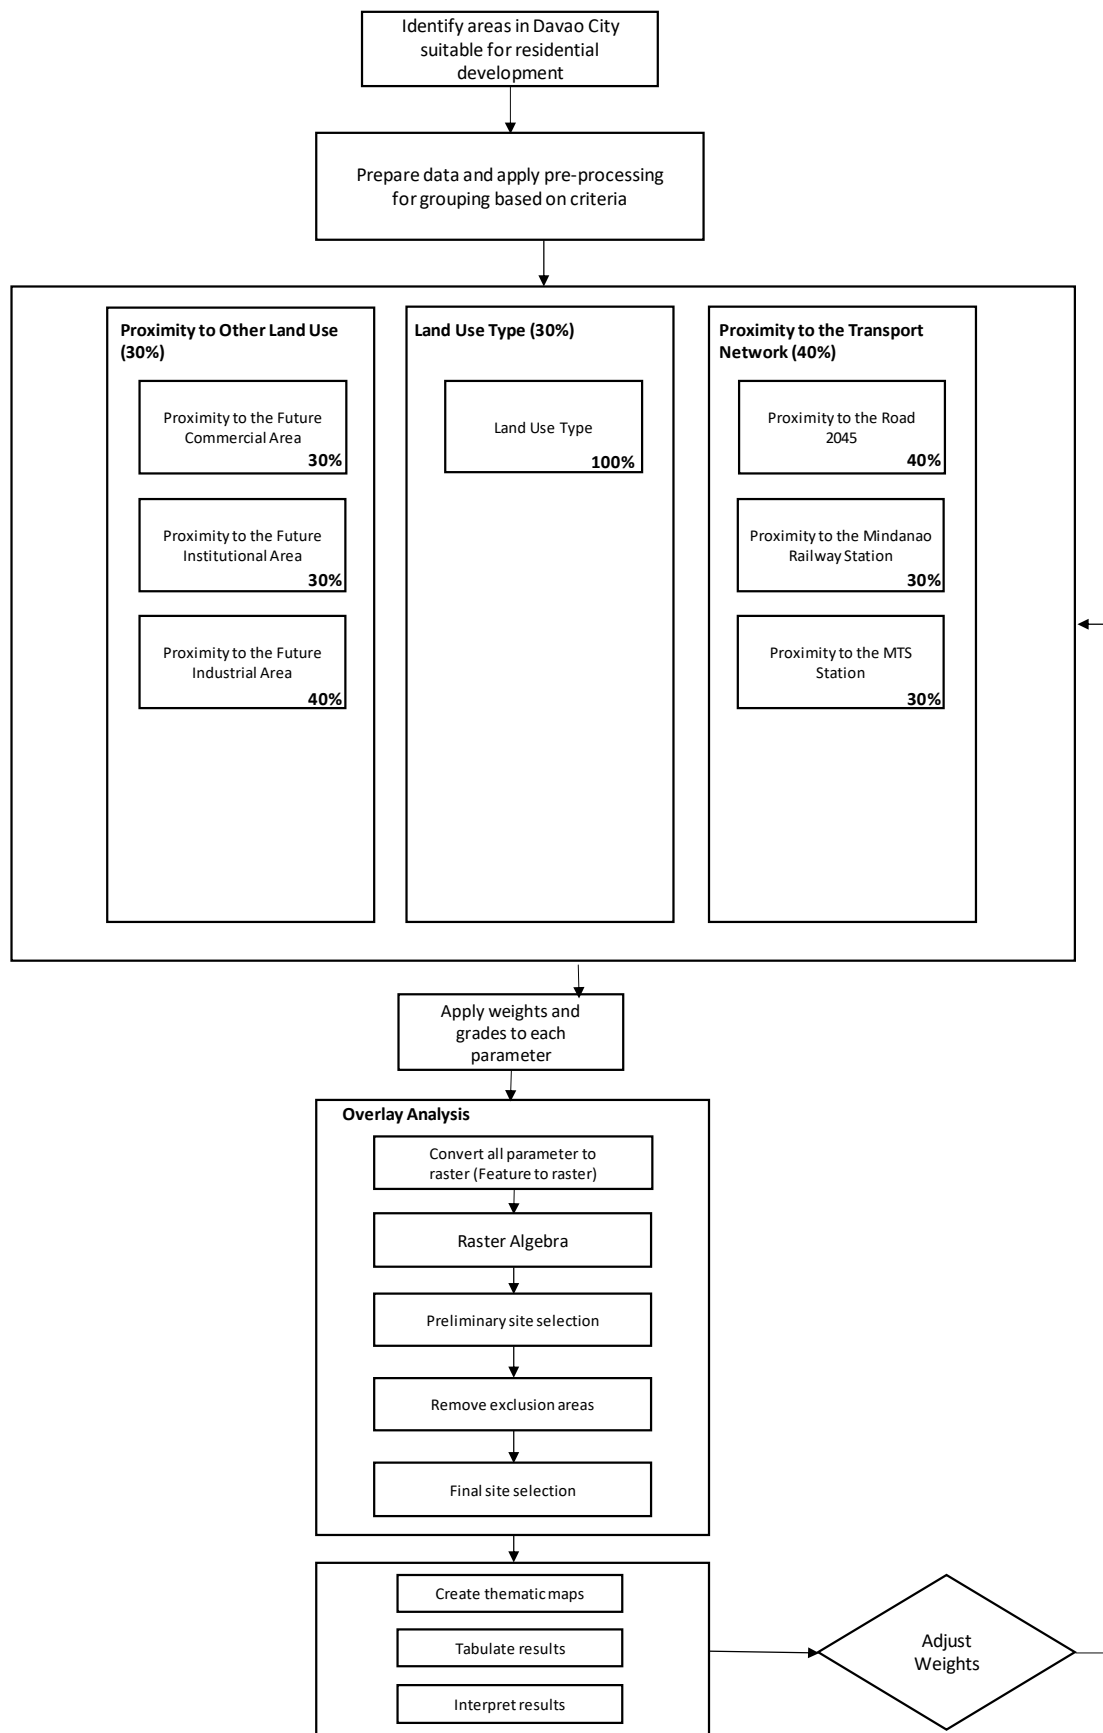 Identify areas in Davao City
suitable for residential
development
Prepare data and apply pre-processing
for grouping based on criteria
Proximity to Other Land Use
(30%)
Proximity to the Future
Commercial Area
30%
Proximity to the Future
Institutional Area
30%
Proximity to the Future
Industrial Area
40%
Land Use Type (30%)
Land Use Type
100%
Proximity to the Transport
Network (40%)
Proximity to the Road
2045
40%
Proximity to the Mindanao
Railway Station
30%
Proximity to the MTS
Station
30%
Apply weights and
grades to each
parameter
Overlay Analysis
Convert all parameter to
raster (Feature to raster)
Raster Algebra
Preliminary site selection
Remove exclusion areas
Final site selection
Create thematic maps
Tabulate results
Interpret results
Adjust
Weights